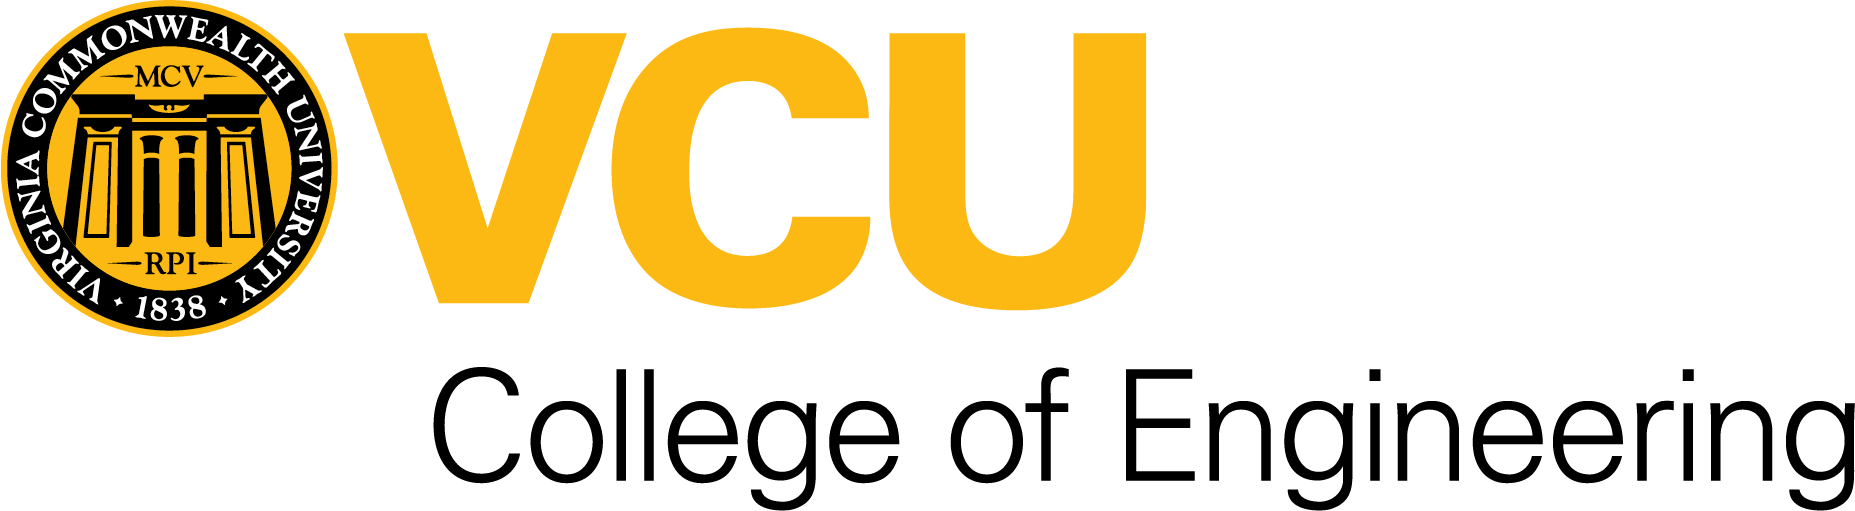 VIRGINIA COMMONWEALTH UNIVERSITY
MCV
RPI
· 1838 ·
VCU
College of Engineering